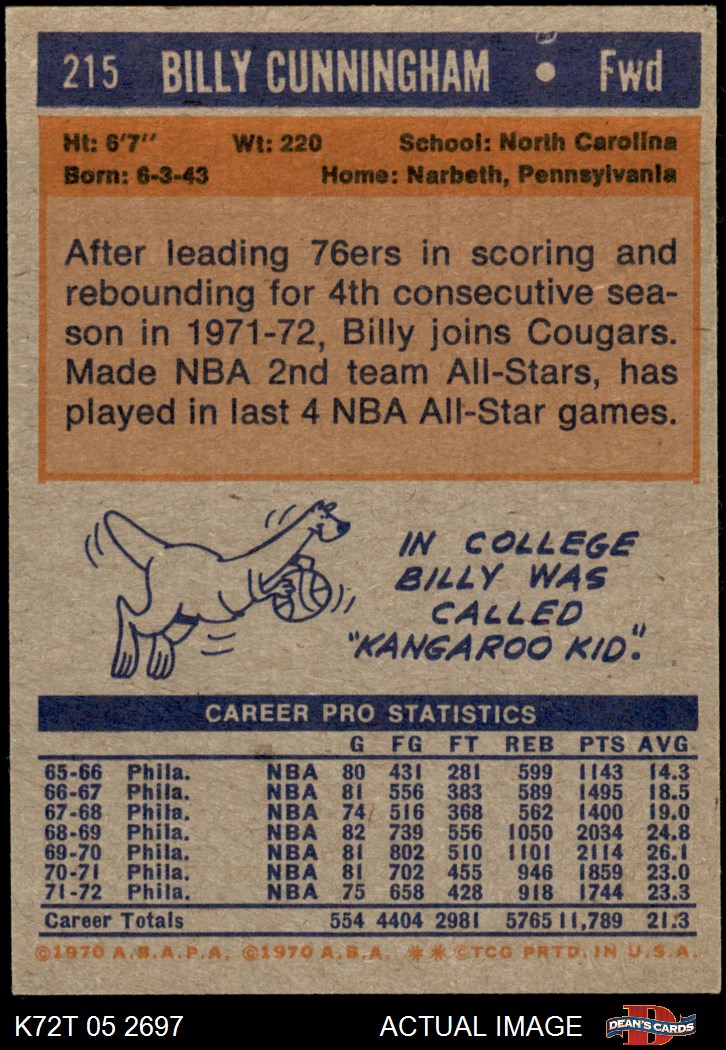 215 BILLY CUNNINGHAM • Fwd
Ht: 6'7" Wt: 220 School: North Carolina
Born: 6-3-43 Home: Narbeth, Pennsylvania
After leading 76ers in scoring and
rebounding for 4th consecutive sea-
son in 1971-72, Billy joins Cougars.
Made NBA 2nd team All-Stars, has
played in last 4 NBA All-Star games.
IN COLLEGE
BILLY WAS
CALLED
"KANGAROO KID."
CAREER PRO STATISTICS
G FG FT REB PTS AVG
65-66 Phila. NBA 80 431 281 599 1143 14.3
66-67 Phila. NBA 81 556 383 589 1495 18.5
67-68 Phila. NBA 74 516 368 562 1400 19.0
68-69 Phila. NBA 82 739 556 1050 2034 24.8
69-70 Phila. NBA 81 802 510 1101 2114 26.1
70-71 Phila. NBA 81 702 455 946 1859 23.0
71-72 Phila. NBA 75 658 428 918 1744 23.3
Career Totals 554 4404 2981 5765 11,789 21.3
©1970 A.B.A.P.A. ©1970 A.B.A. ** ©TCG PRTD. IN U.S.A.
K72T 05 2697 ACTUAL IMAGE D DEAN'S CARDS